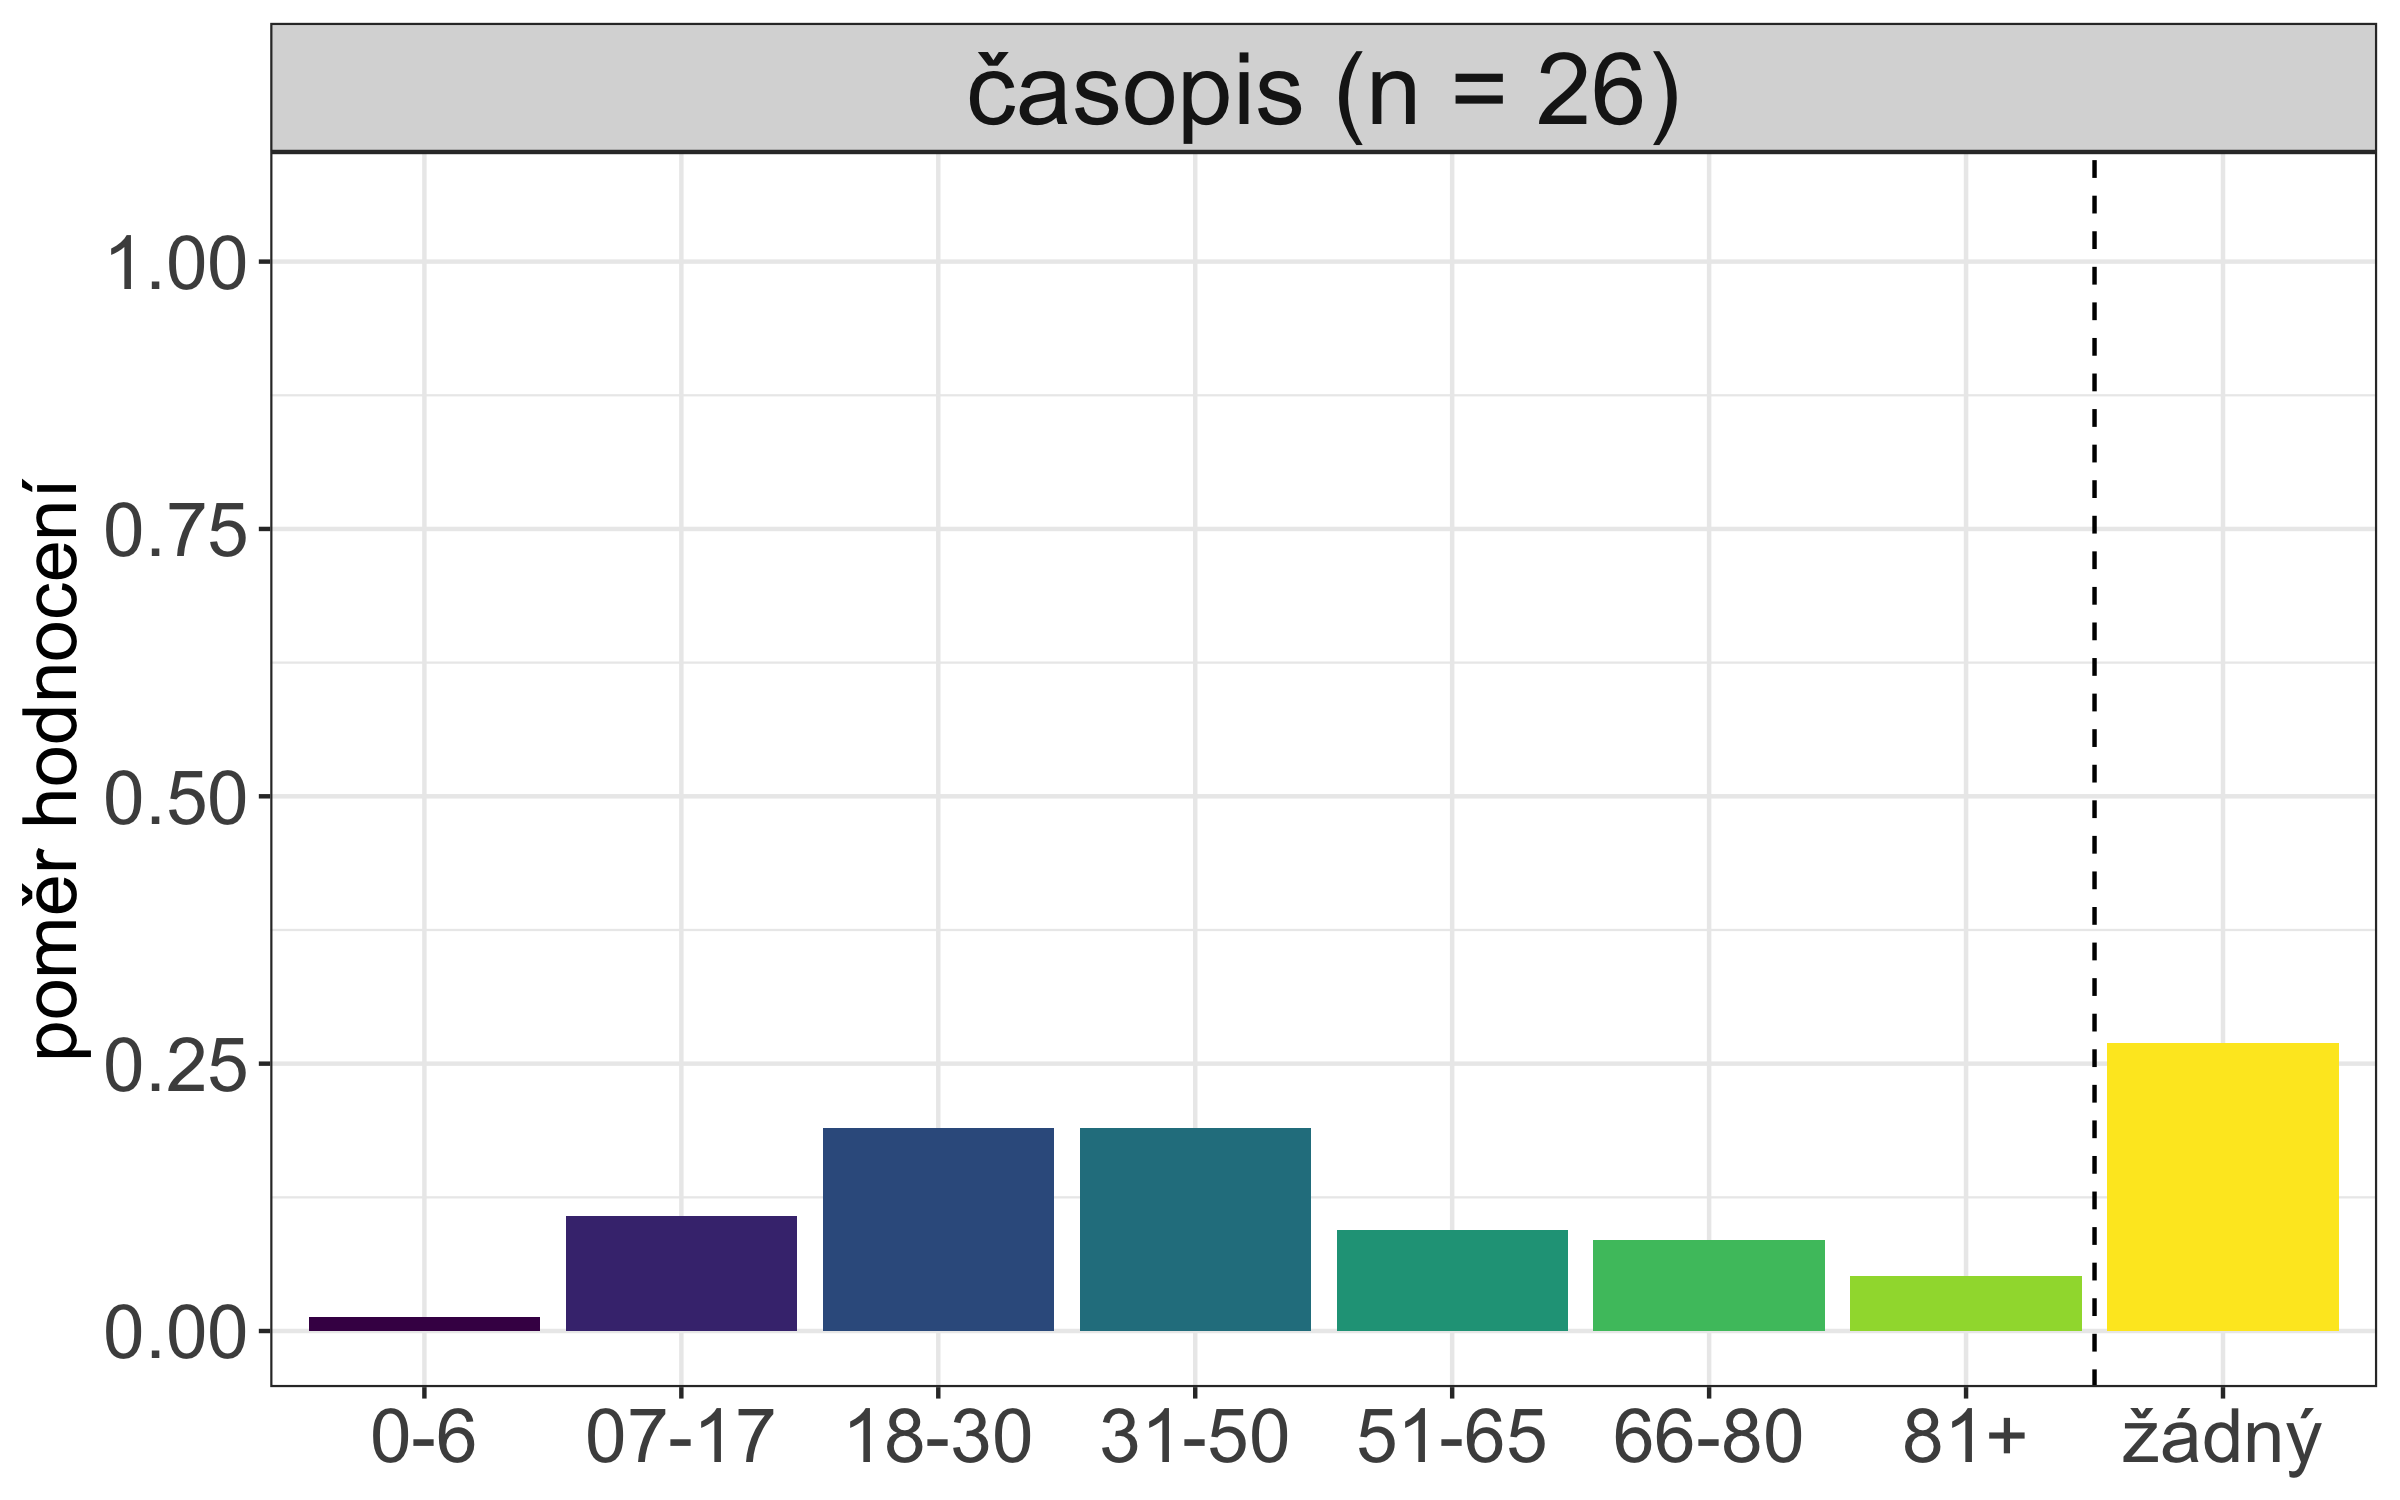 časopis (n = 26)
poměr hodnocení
1.00
0.75
0.50
0.25
0.00
0-6 07-17 18-30 31-50 51-65 66-80 81+ žádný